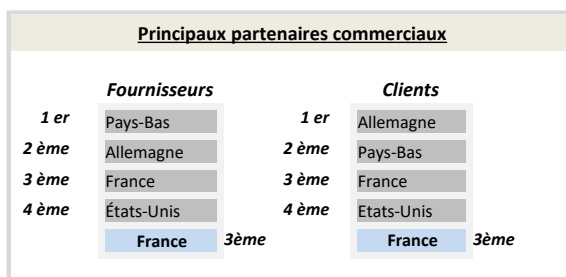 Principaux partenaires commerciaux
Fournisseurs Clients
1 er Pays-Bas 1 er Allemagne
2 ème Allemagne 2 ème Pays-Bas
3 ème France 3 ème France
4 ème États-Unis 4 ème Etats-Unis
France 3ème France 3ème